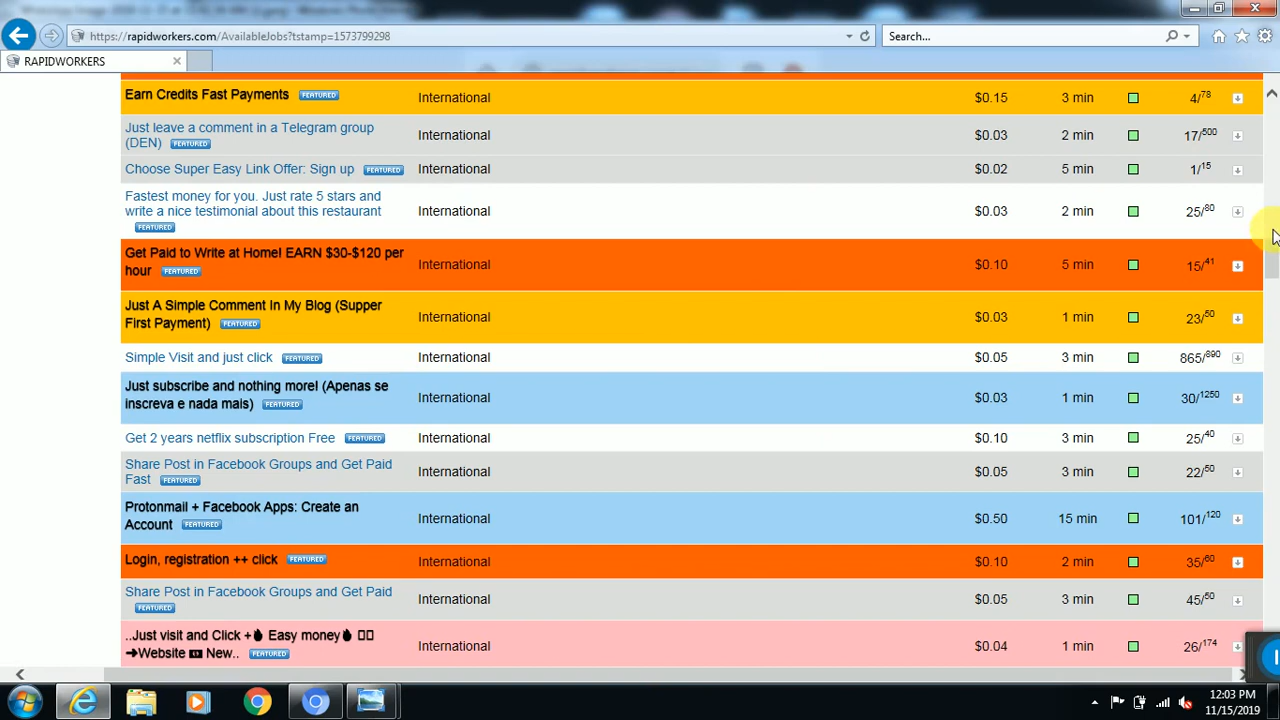 https://rapidworkers.com/AvailableJobs?tstamp=1573799298
Search...
RAPIDWORKERS
Earn Credits Fast Payments FEATURED International $0.15 3 min 4/78
Just leave a comment in a Telegram group
(DEN) FEATURED International $0.03 2 min 17/500
Choose Super Easy Link Offer: Sign up FEATURED International $0.02 5 min 1/15
Fastest money for you. Just rate 5 stars and
write a nice testimonial about this restaurant International $0.03 2 min 25/80
FEATURED
Get Paid to Write at Home! EARN $30-$120 per
hour FEATURED International $0.10 5 min 15/41
Just A Simple Comment In My Blog (Supper
First Payment) FEATURED International $0.03 1 min 23/50
Simple Visit and just click FEATURED International $0.05 3 min 865/890
Just subscribe and nothing more! (Apenas se
inscreva e nada mais) FEATURED International $0.03 1 min 30/1250
Get 2 years netflix subscription Free FEATURED International $0.10 3 min 25/40
Share Post in Facebook Groups and Get Paid
Fast FEATURED International $0.05 3 min 22/50
Protonmail + Facebook Apps: Create an
Account FEATURED International $0.50 15 min 101/120
Login, registration ++ click FEATURED International $0.10 2 min 35/60
Share Post in Facebook Groups and Get Paid
FEATURED International $0.05 3 min 45/50
..Just visit and Click + Easy money
➜Website New.. FEATURED International $0.04 1 min 26/174
12:03 PM
11/15/2019